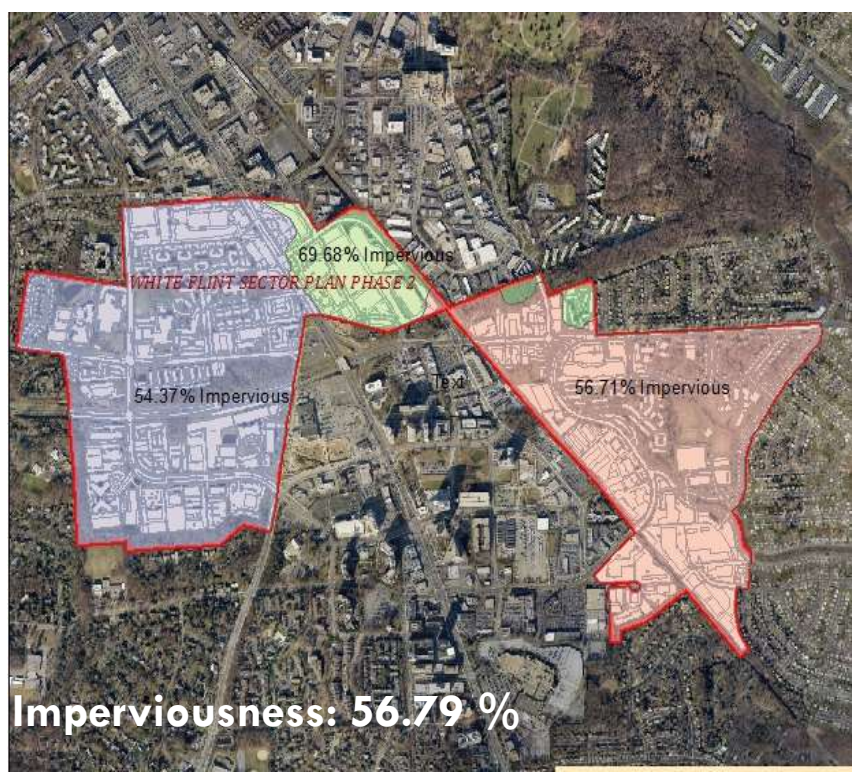 69.68% Impervious
WHITE FLINT SECTOR PLAN PHASE 2
Text
56.71% Impervious
54.37% Impervious
Imperviousness: 56.79 %